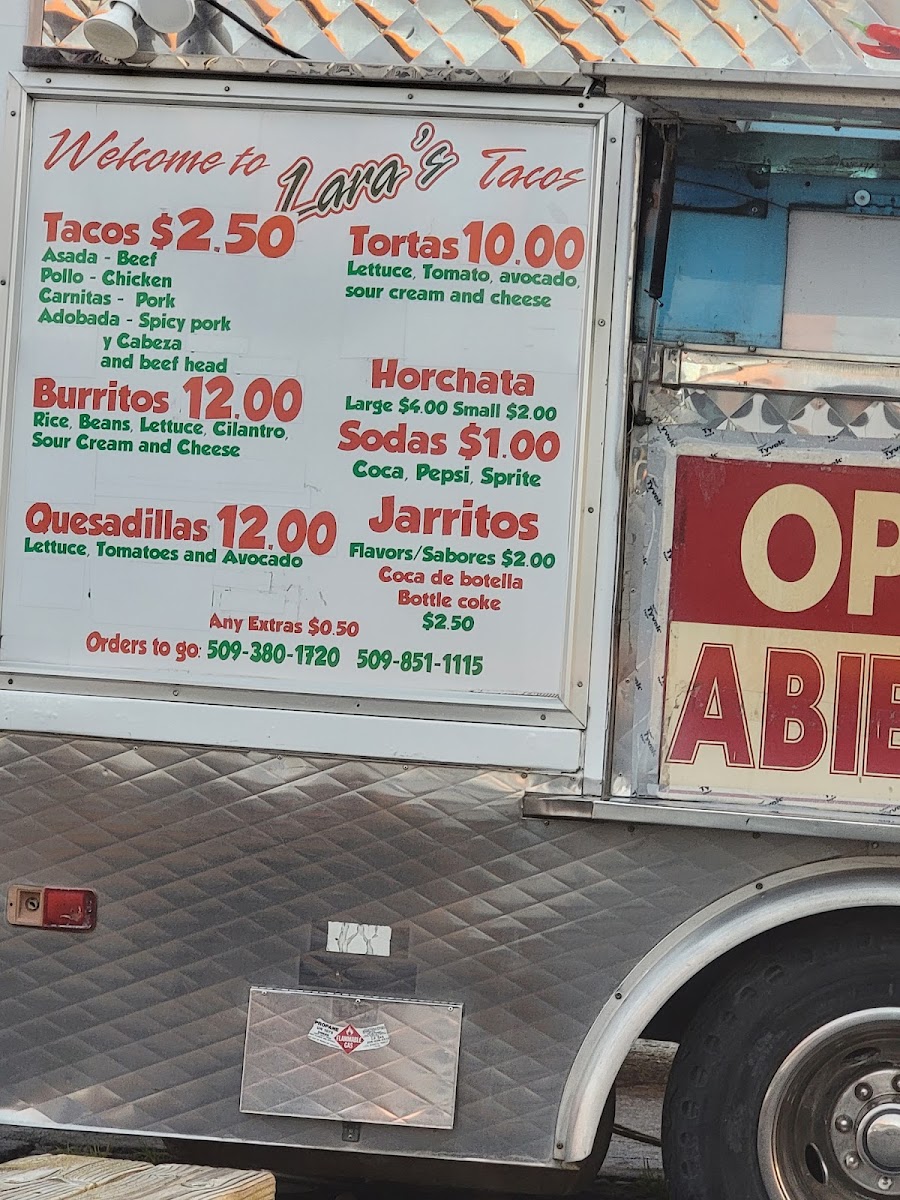 Welcome to Lara's Tacos
Tacos $2.50
Asada - Beef
Pollo - Chicken
Carnitas - Pork
Adobada - Spicy pork
y Cabeza
and beef head
Burritos 12.00
Rice, Beans, Lettuce, Cilantro,
Sour Cream and Cheese
Quesadillas 12.00
Lettuce, Tomatoes and Avocado
Tortas 10.00
Lettuce, Tomato, avocado,
sour cream and cheese
Horchata
Large $4.00 Small $2.00
Sodas $1.00
Coca, Pepsi, Sprite
Jarritos
Flavors/Sabores $2.00
Coca de botella
Bottle coke
$2.50
Any Extras $0.50
Orders to go: 509-380-1720 509-851-1115
OP
ABIE
Tyvek
PROPANE
FLAMMABLE
GAS